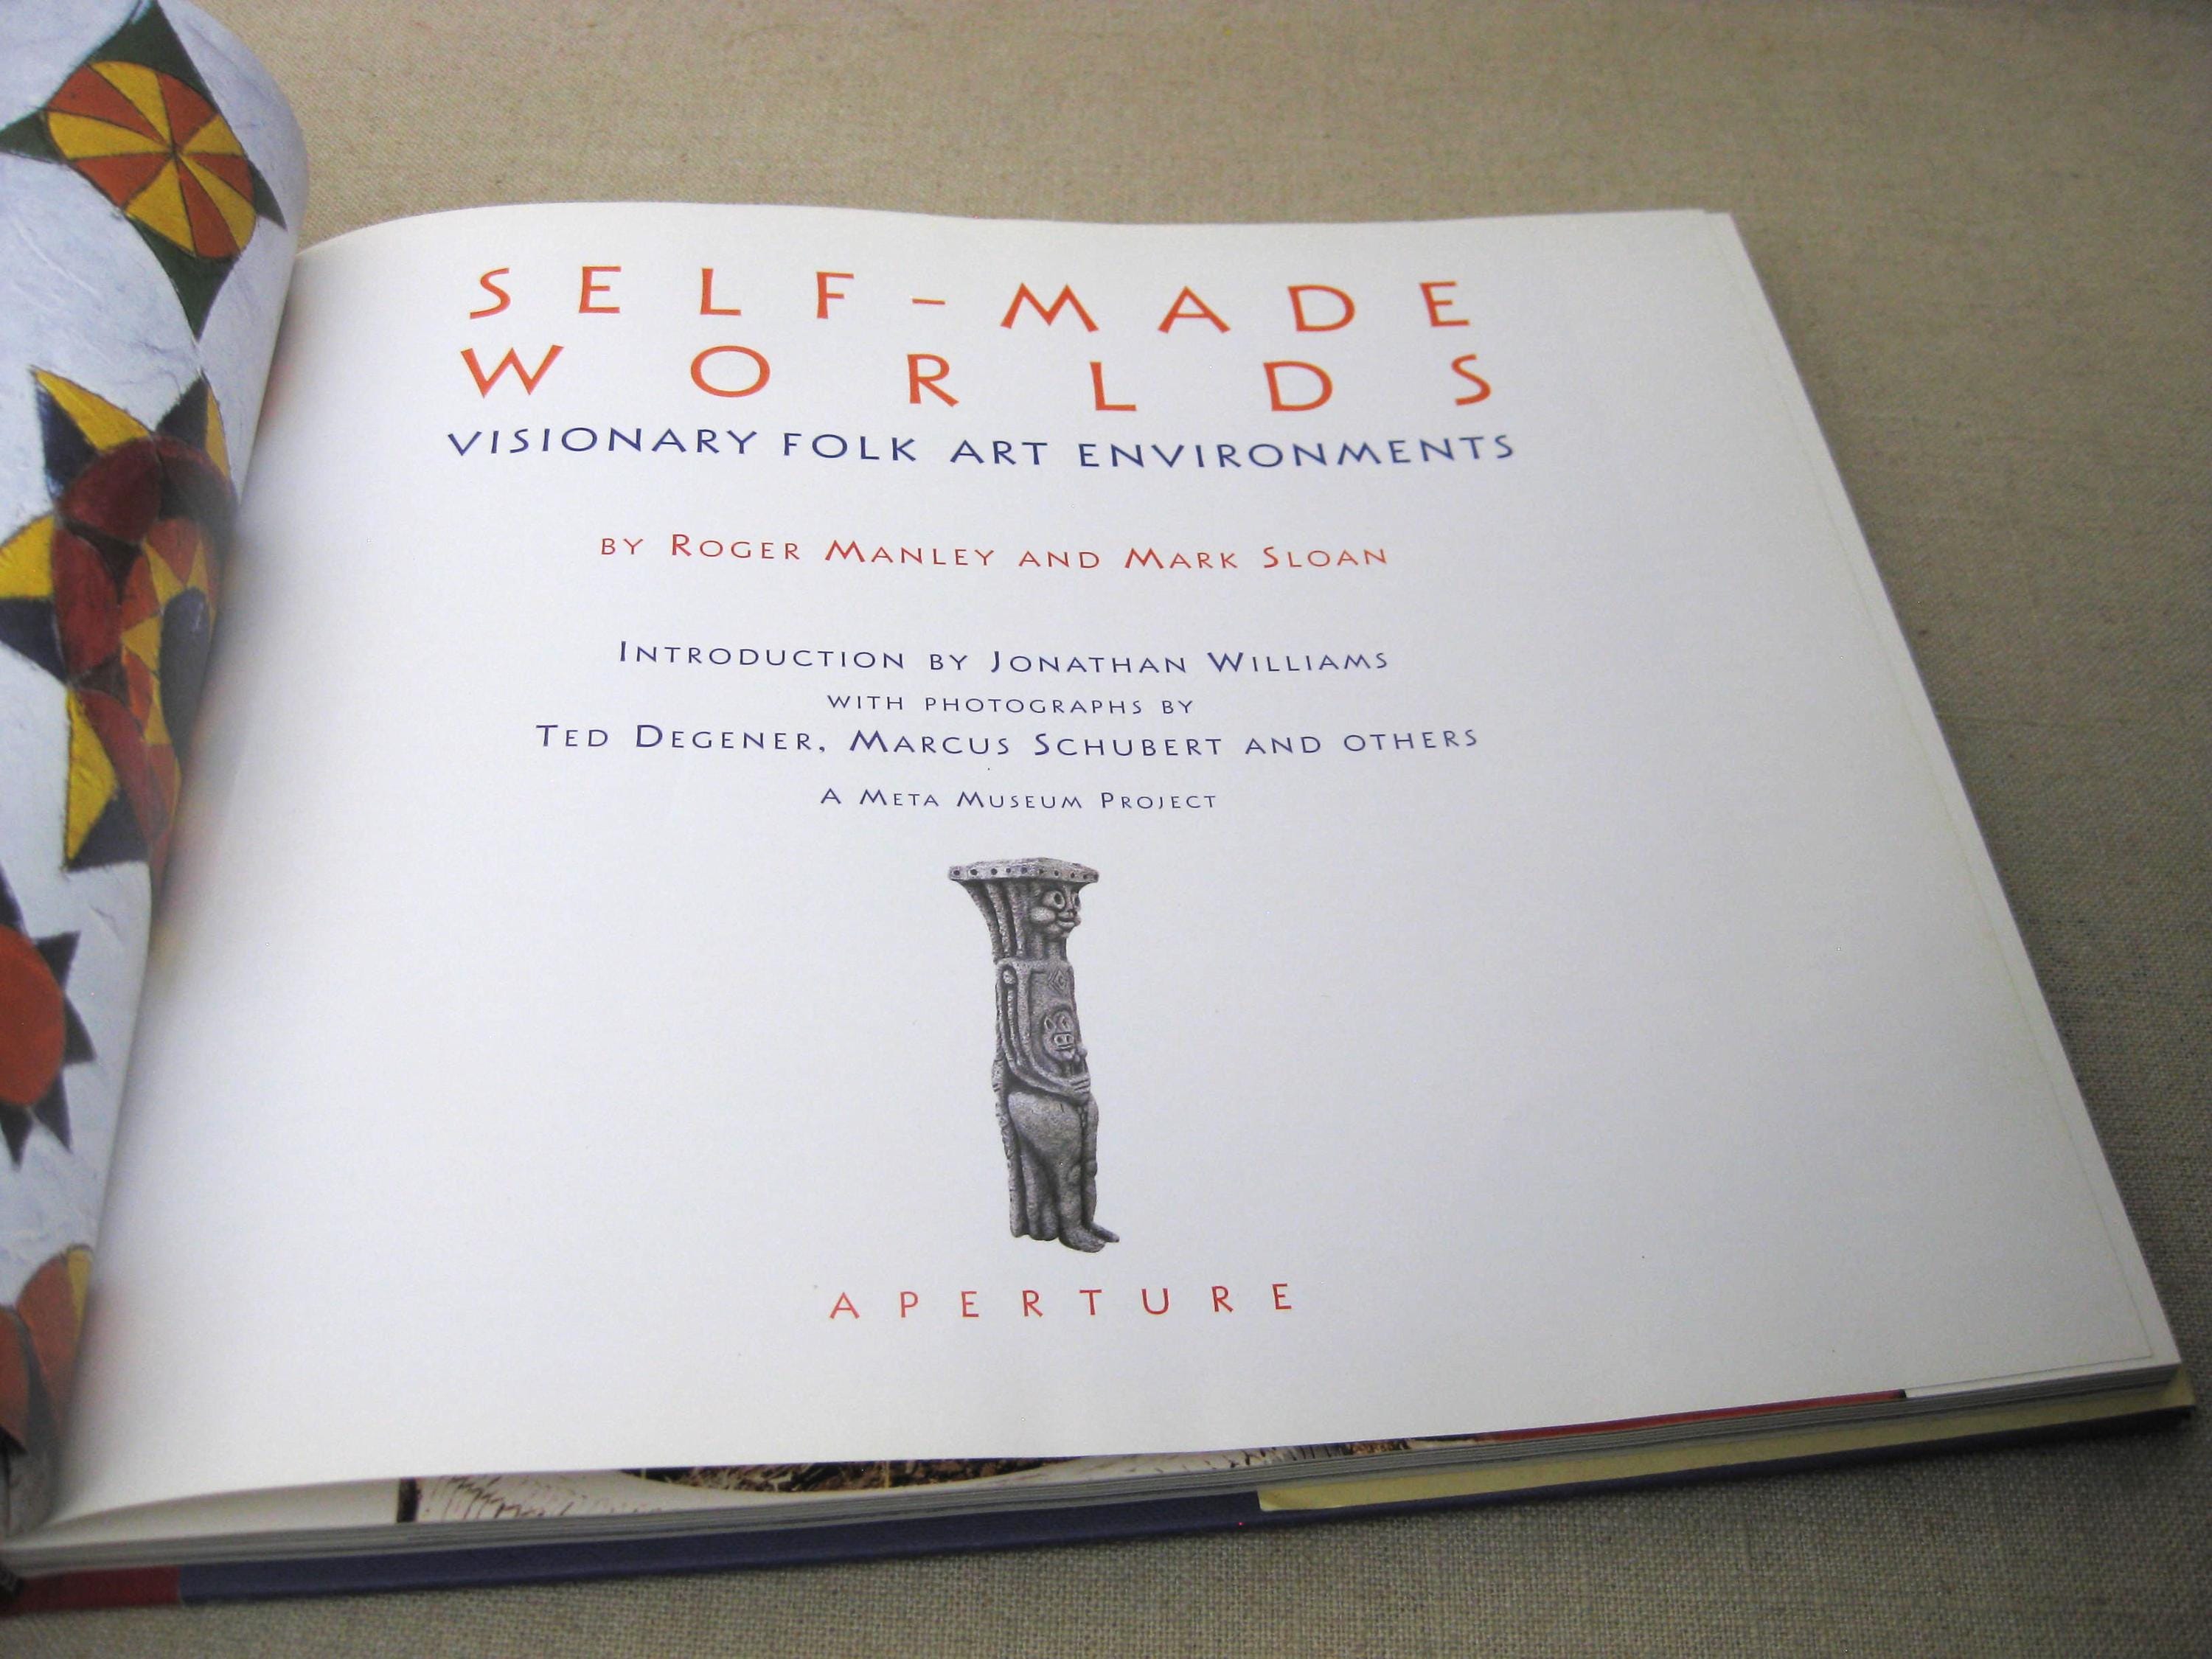 SELF-MADE
WORLDS
VISIONARY FOLK ART ENVIRONMENTS
BY ROGER MANLEY AND MARK SLOAN
INTRODUCTION BY JONATHAN WILLIAMS
WITH PHOTOGRAPHS BY
TED DEGENER, MARCUS SCHUBERT AND OTHERS
A META MUSEUM PROJECT
APERTURE